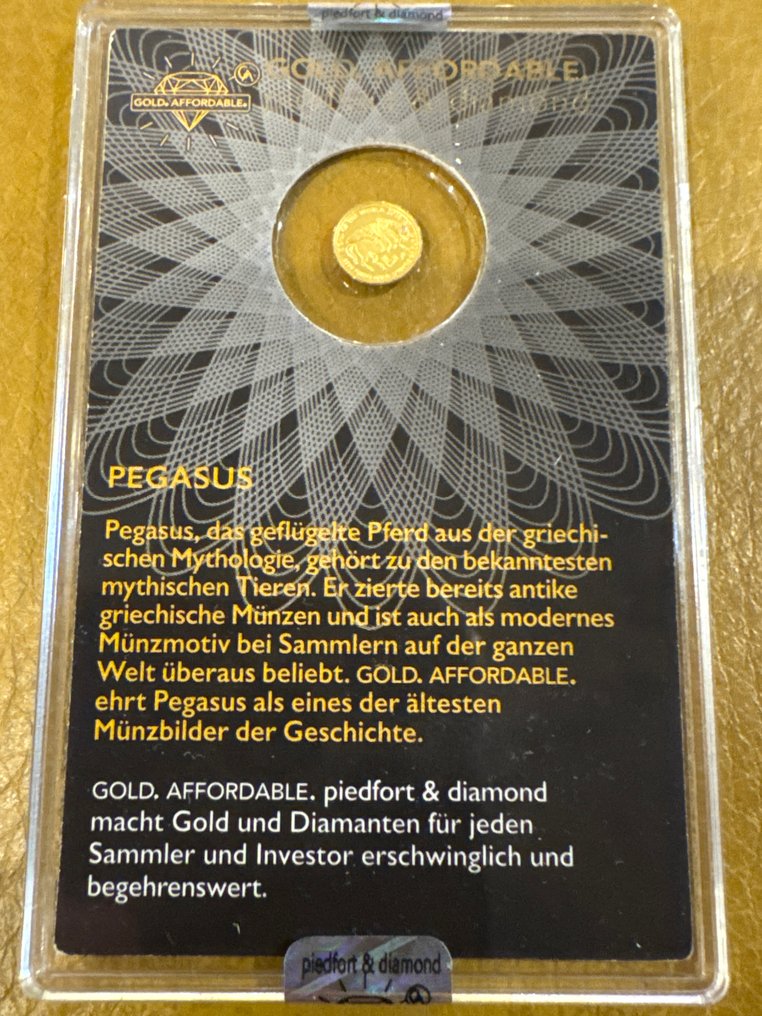 piedfort & diamond
GOLD. AFFORDABLE.
& diamond
GOLD. AFFORDABLE.
PEGASUS
Pegasus, das geflügelte Pferd aus der griechi-
schen Mythologie, gehört zu den bekanntesten
mythischen Tieren. Er zierte bereits antike
griechische Münzen und ist auch als modernes
Münzmotiv bei Sammlern auf der ganzen
Welt überaus beliebt. GOLD. AFFORDABLE.
ehrt Pegasus als eines der ältesten
Münzbilder der Geschichte.
GOLD. AFFORDABLE. piedfort & diamond
macht Gold und Diamanten für jeden
Sammler und Investor erschwinglich und
begehrenswert.
piedfort & diamond